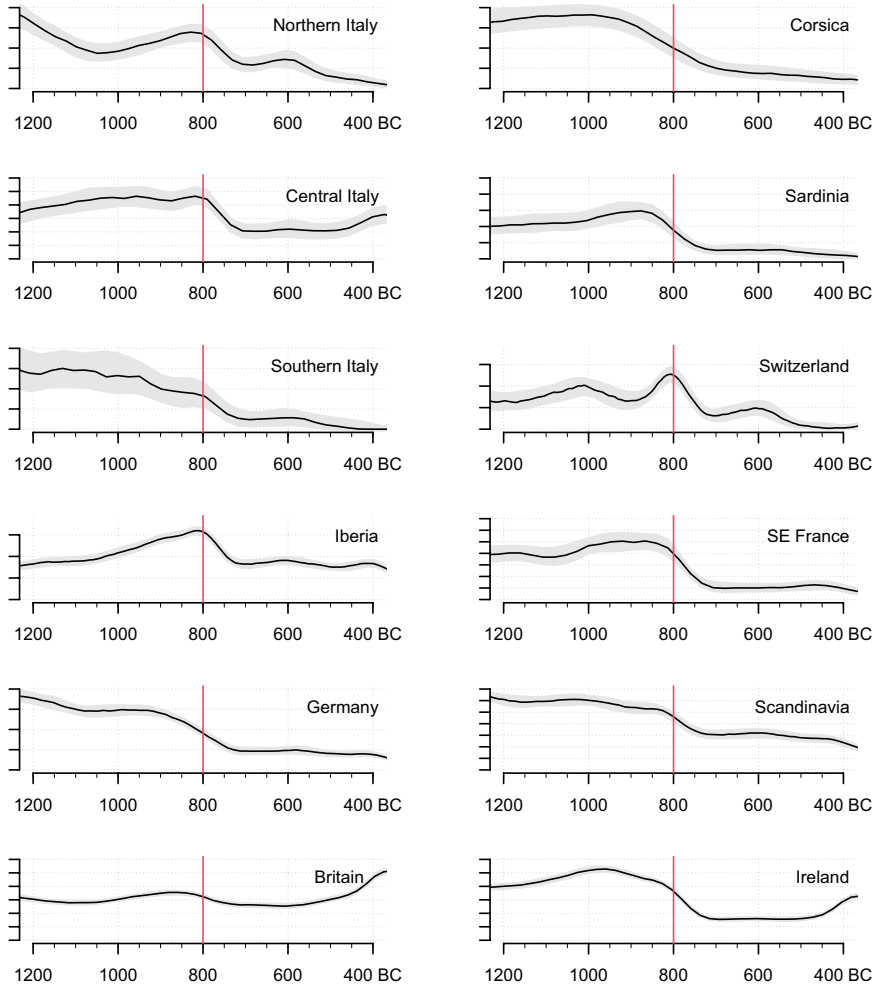 Northern Italy
1200 1000 800 600 400 BC
Corsica
1200 1000 800 600 400 BC
Central Italy
1200 1000 800 600 400 BC
Sardinia
1200 1000 800 600 400 BC
Southern Italy
1200 1000 800 600 400 BC
Switzerland
1200 1000 800 600 400 BC
Iberia
1200 1000 800 600 400 BC
SE France
1200 1000 800 600 400 BC
Germany
1200 1000 800 600 400 BC
Scandinavia
1200 1000 800 600 400 BC
Britain
1200 1000 800 600 400 BC
Ireland
1200 1000 800 600 400 BC